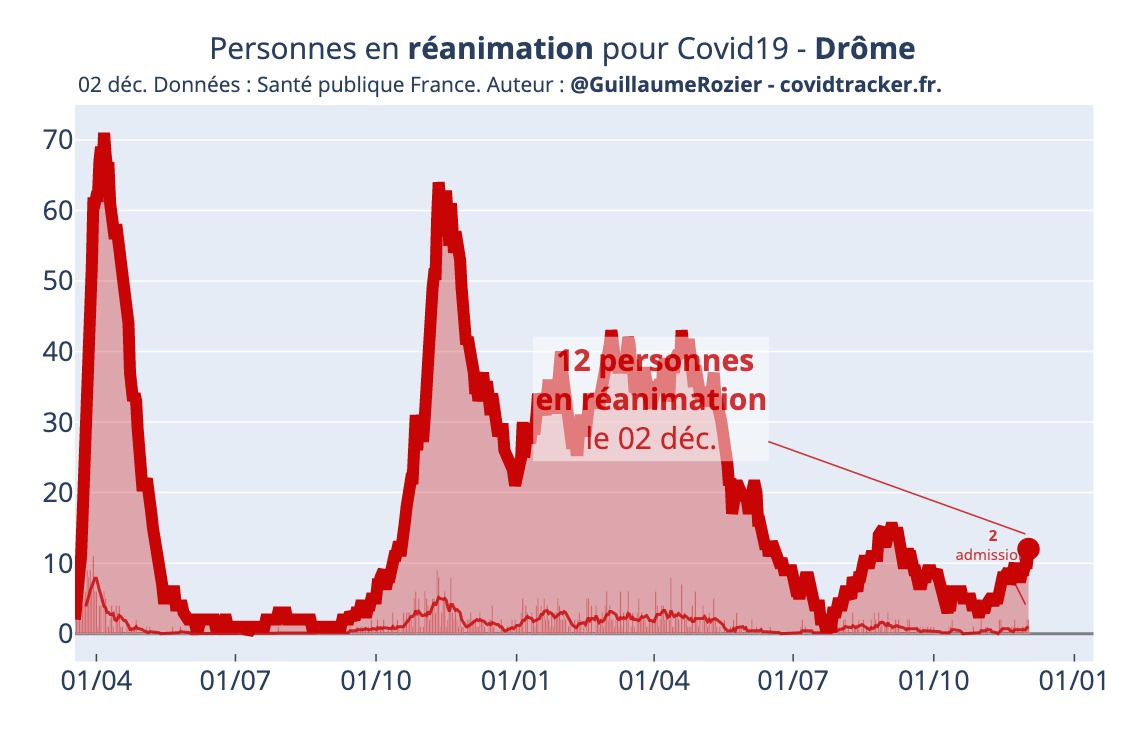 Personnes en réanimation pour Covid19 - Drôme
02 déc. Données : Santé publique France. Auteur : @GuillaumeRozier - covidtracker.fr.
70
60
50
40
30
20
10
0
12 personnes
en réanimation
le 02 déc.
2
admissio
01/04
01/07
01/10
01/01
01/04
01/07
01/10
01/01